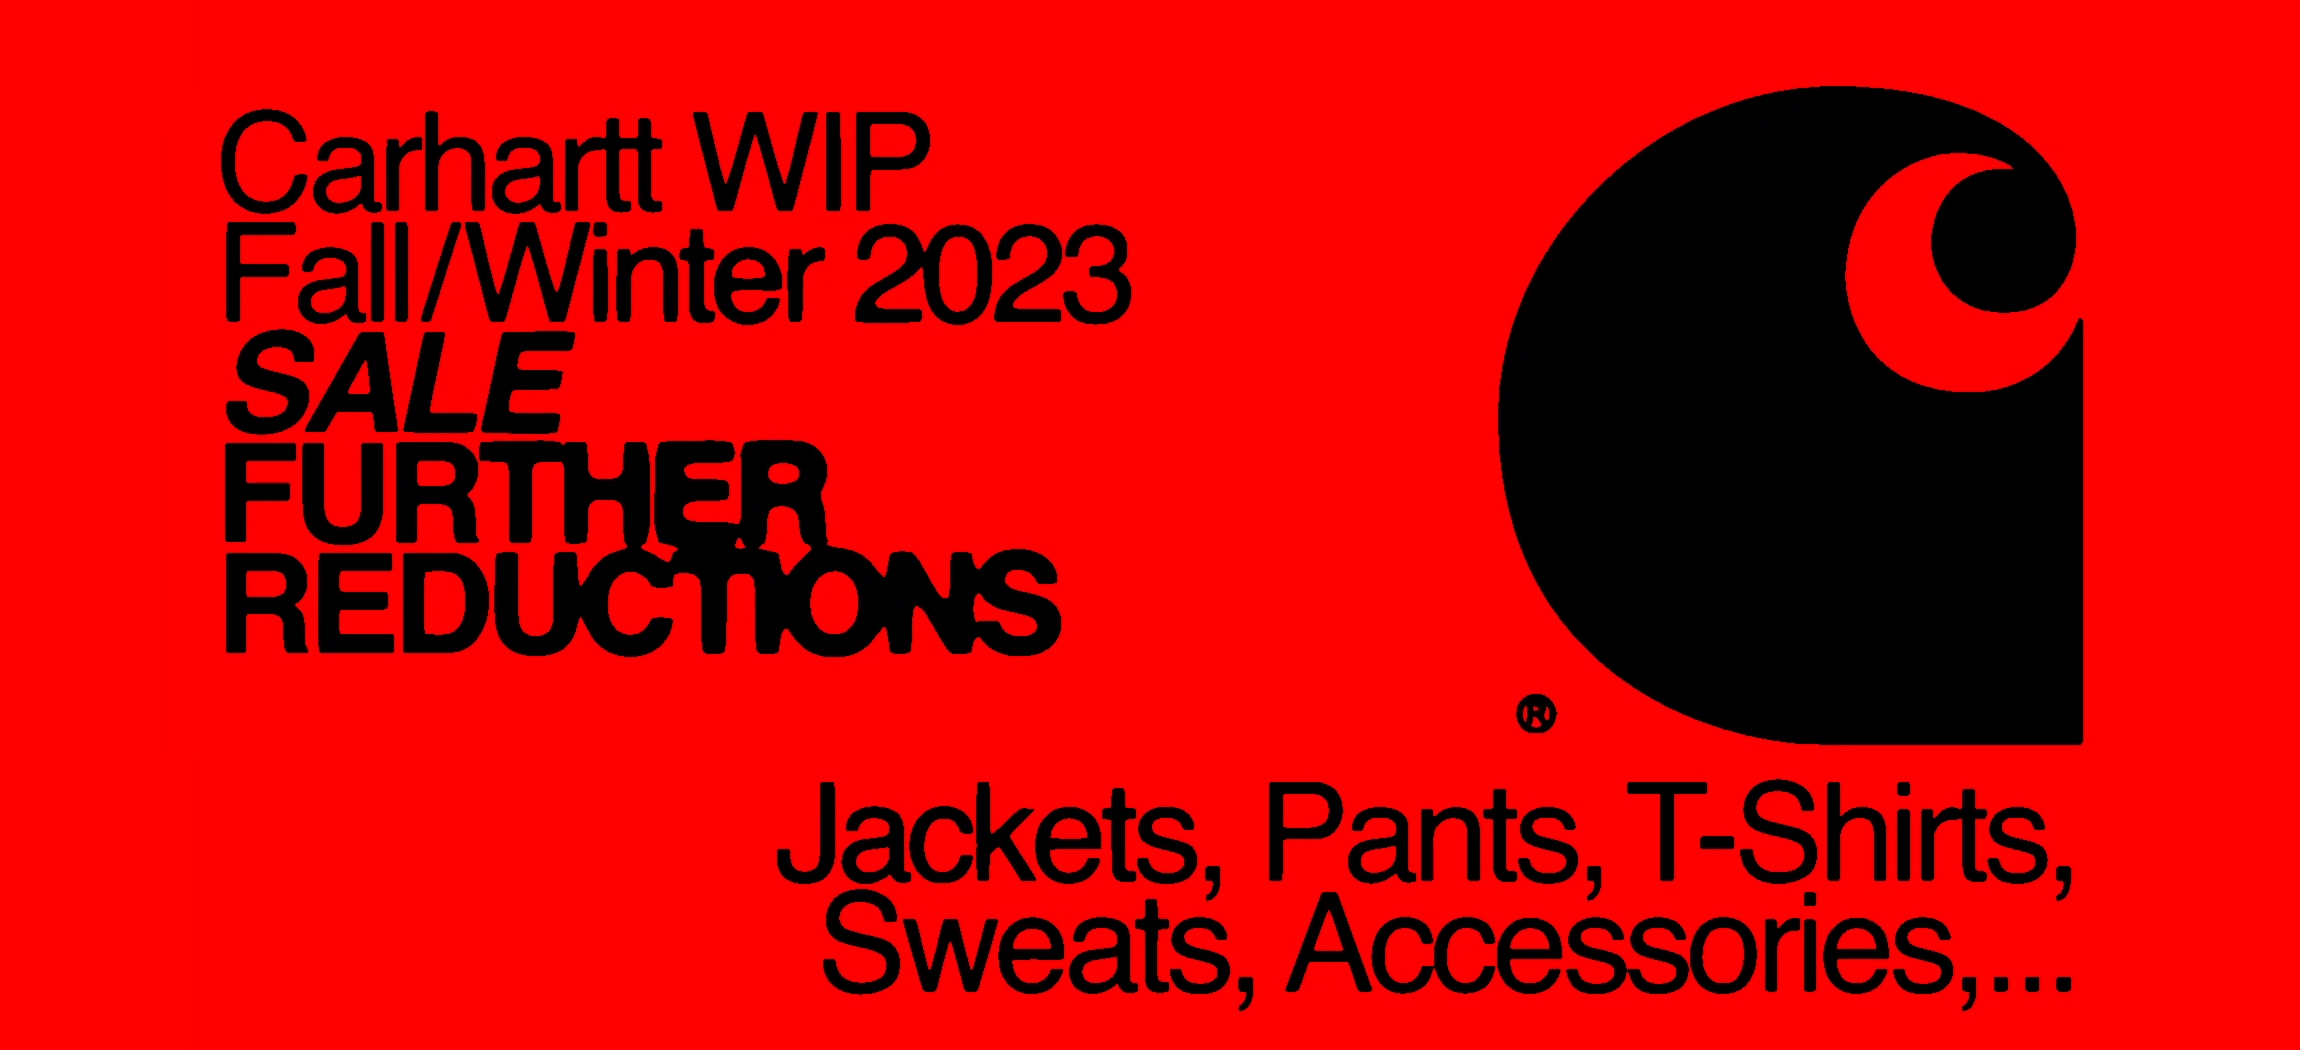 Carhartt WIP
Fall/Winter 2023
SALE
FURTHER
REDUCTIONS
®
Jackets, Pants, T-Shirts,
Sweats, Accessories,...